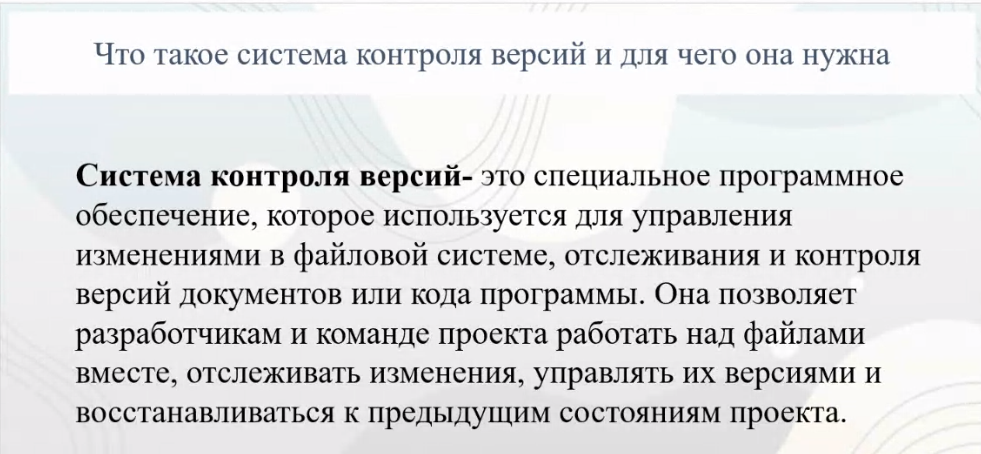 Что такое система контроля версий и для чего она нужна
Система контроля версий- это специальное программное
обеспечение, которое используется для управления
изменениями в файловой системе, отслеживания и контроля
версий документов или кода программы. Она позволяет
разработчикам и команде проекта работать над файлами
вместе, отслеживать изменения, управлять их версиями и
восстанавливаться к предыдущим состояниям проекта.